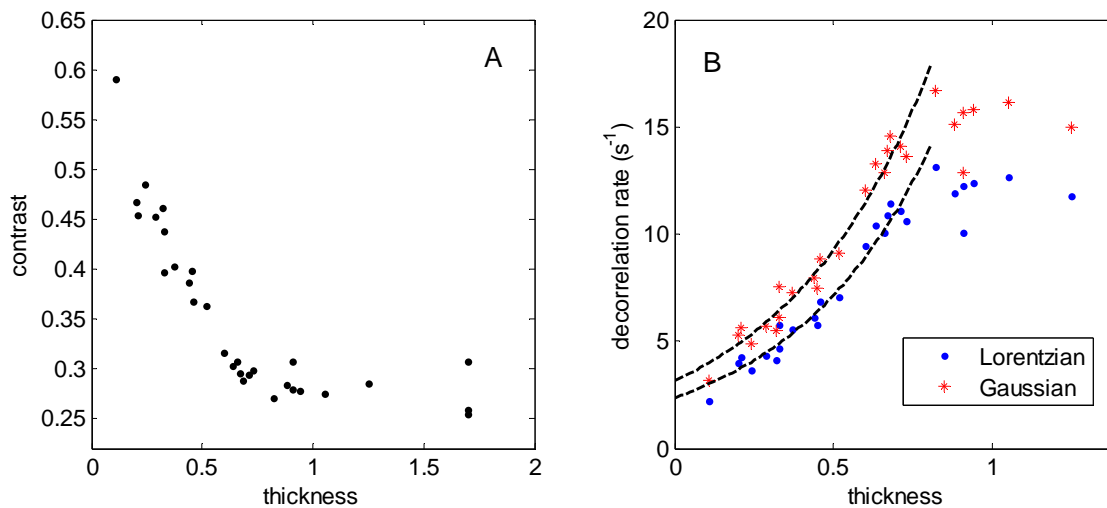 A
0.65
0.6
0.55
0.5
0.45
0.4
0.35
0.3
0.25
0
0.5
1
1.5
2
contrast
thickness
B
20
15
10
5
0
0
0.5
1
decorrelation rate (s⁻¹)
thickness
Lorentzian
Gaussian